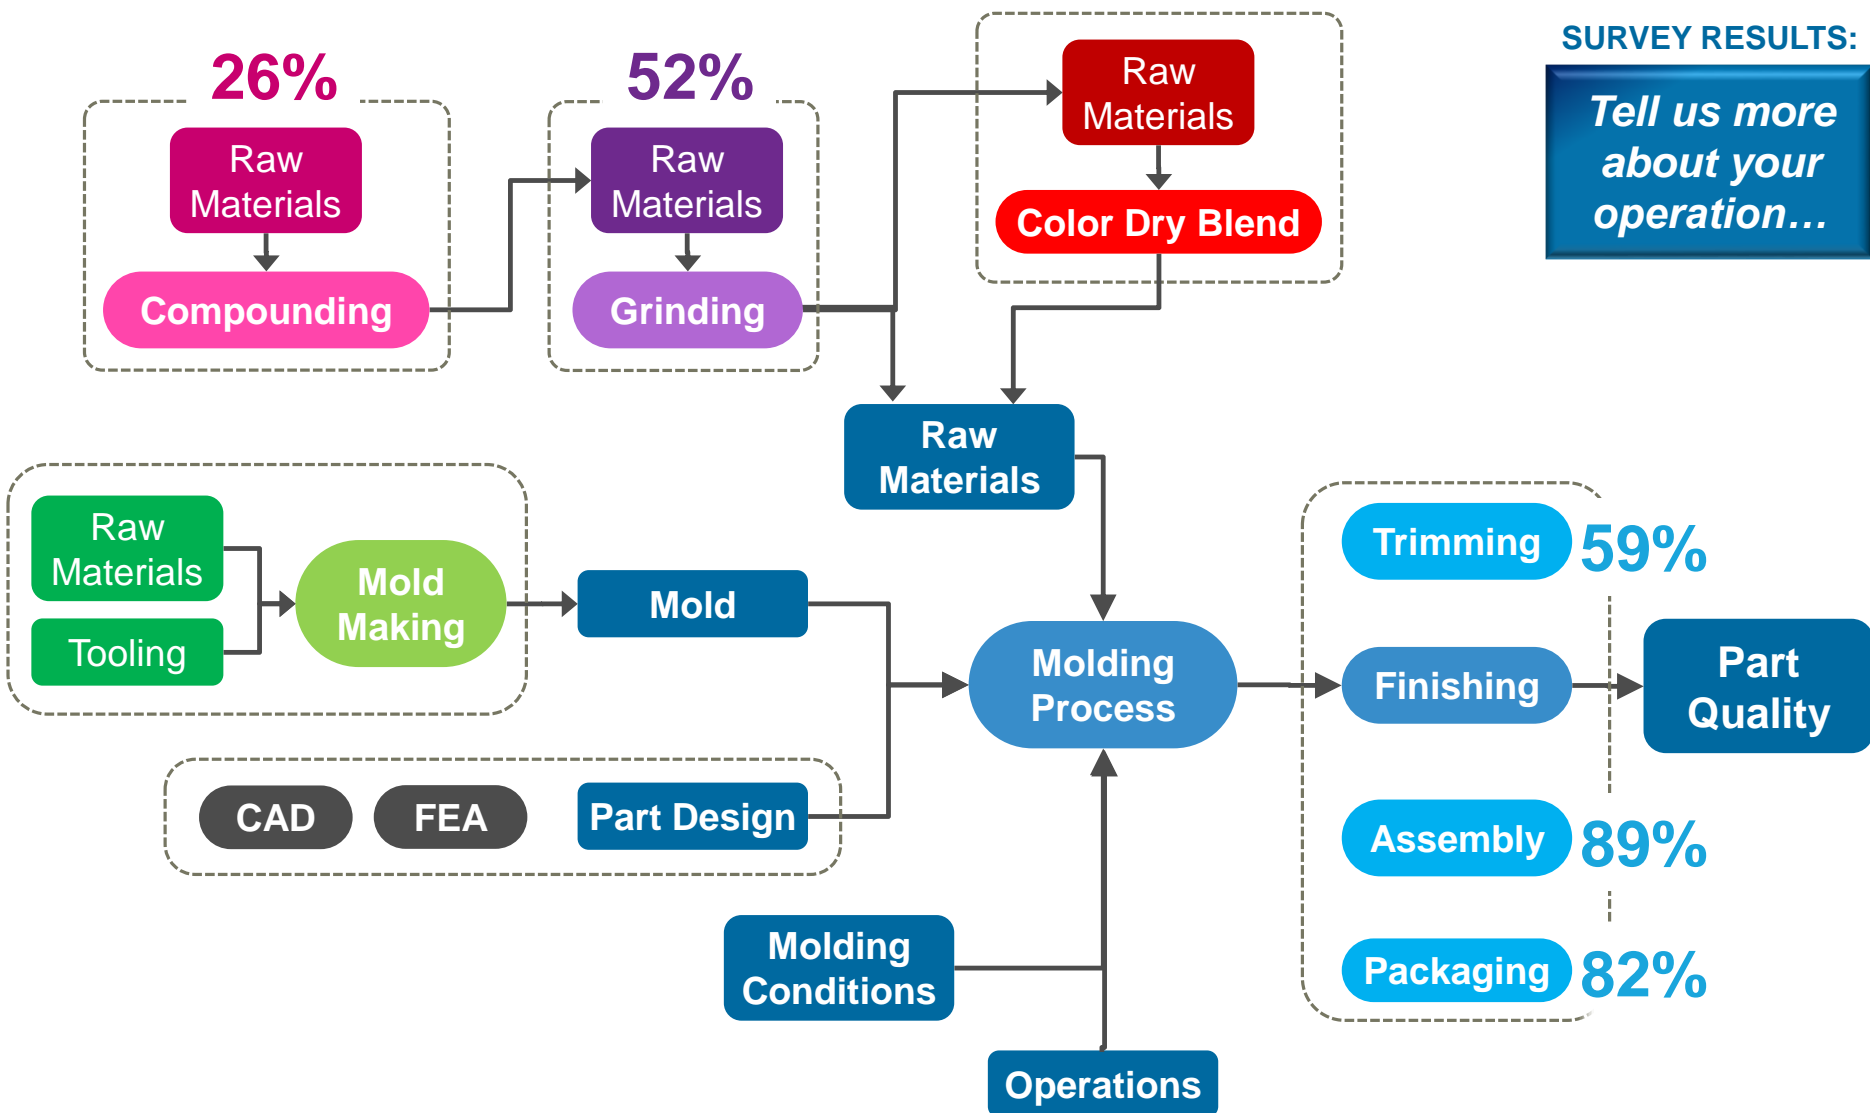 SURVEY RESULTS:
Tell us more
about your
operation…
26%
Raw
Materials
Compounding
52%
Raw
Materials
Grinding
Raw
Materials
Color Dry Blend
Raw
Materials
Raw
Materials
Tooling
Mold
Making
Mold
CAD
FEA
Part Design
Molding
Process
Molding
Conditions
Operations
Trimming
59%
Finishing
Assembly
89%
Packaging
82%
Part
Quality